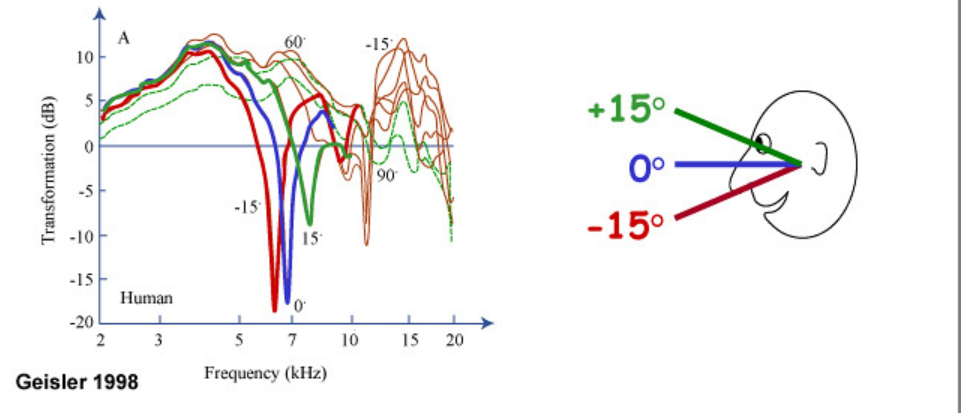 A
60·
-15·
10
5
0
-5
-10
-15
-20
Transformation (dB)
-15·
15·
0·
90·
Human
2 3 5 7 10 15 20
Frequency (kHz)
Geisler 1998
+15°
0°
-15°